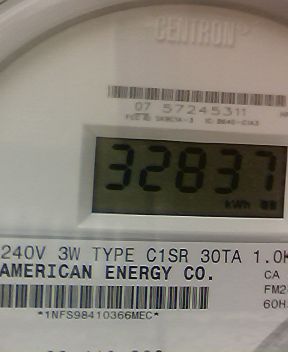 CENTRON
07 57245311
32837
kWh
240V 3W TYPE C1SR 30TA 1.0K
AMERICAN ENERGY CO.
CA
FM2
60H
*1NFS98410366MEC*